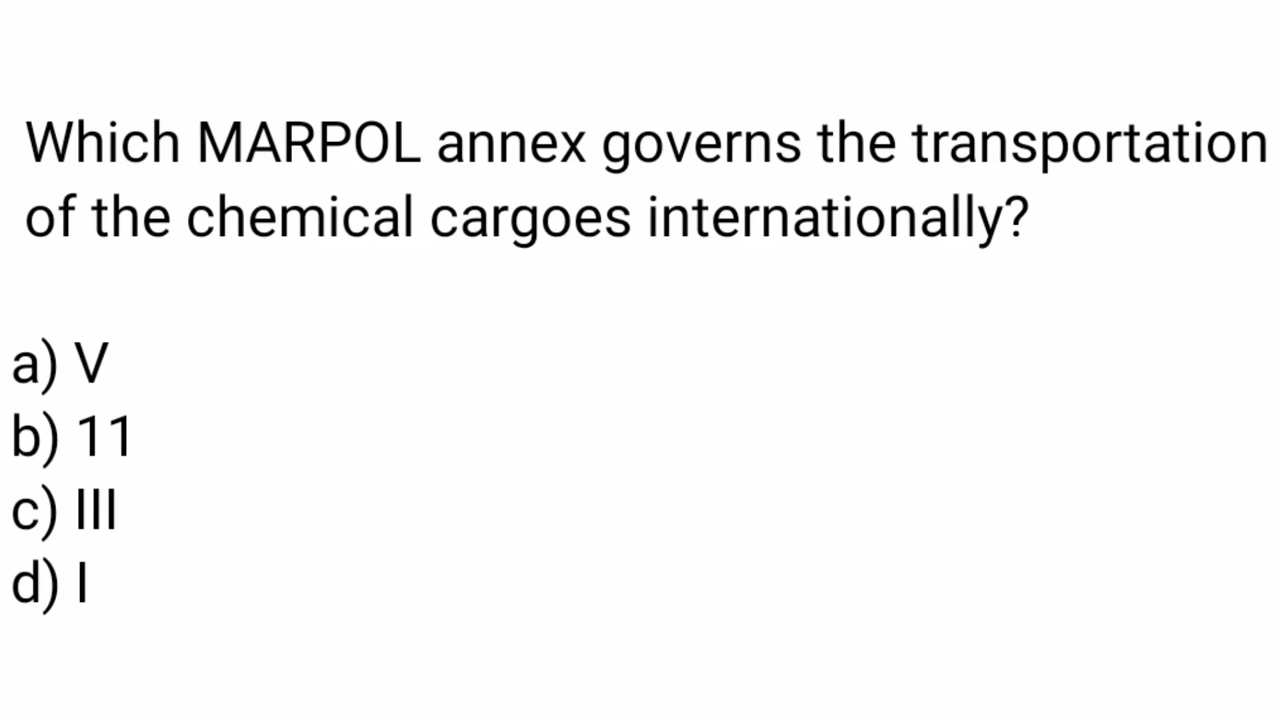 Which MARPOL annex governs the transportation
of the chemical cargoes internationally?
a) V
b) 11
c) III
d) I